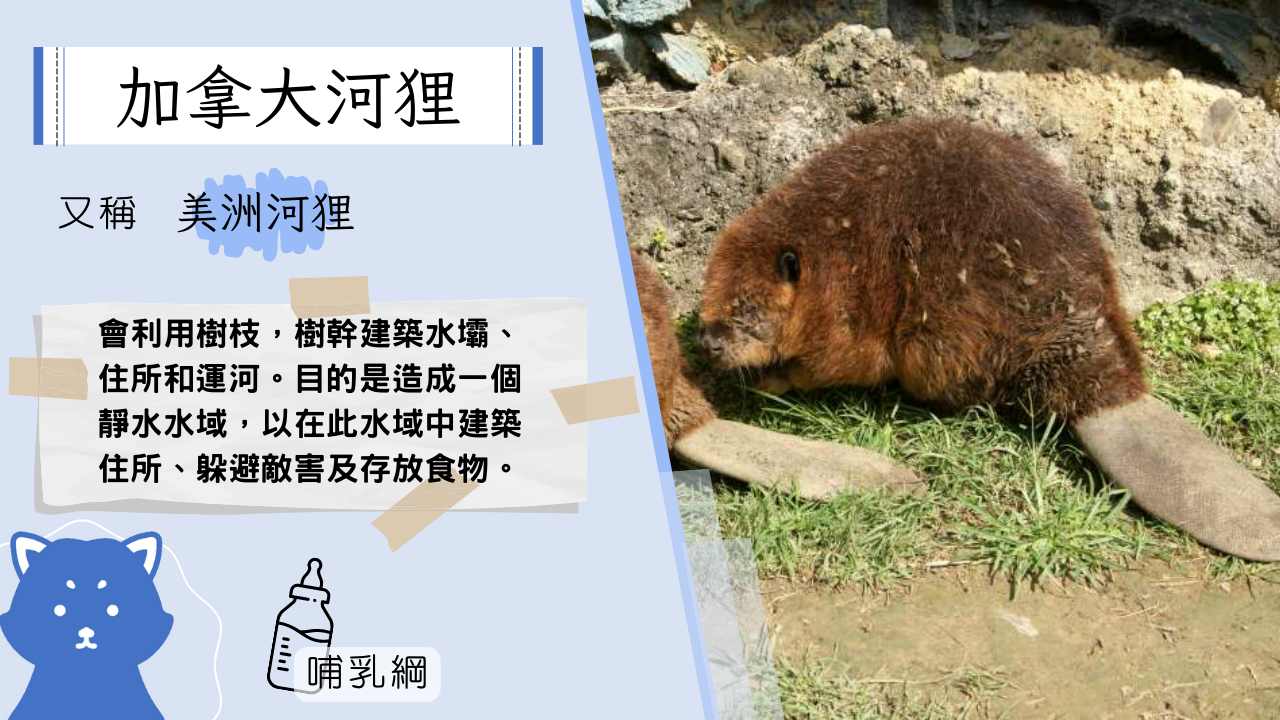 加拿大河狸
又稱 美洲河狸
會利用樹枝，樹幹建築水壩、
住所和運河。目的是造成一個
靜水水域，以在此水域中建築
住所、躲避敵害及存放食物。
哺乳綱